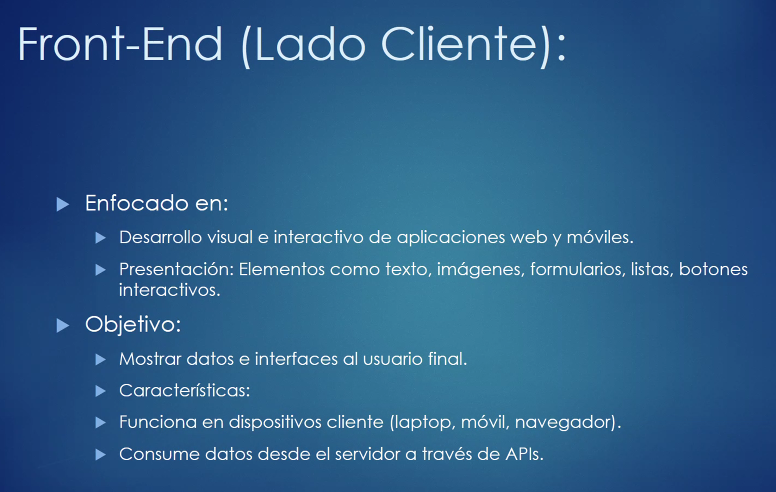 Front-End (Lado Cliente):
Enfocado en:
Desarrollo visual e interactivo de aplicaciones web y móviles.
Presentación: Elementos como texto, imágenes, formularios, listas, botones
interactivos.
Objetivo:
Mostrar datos e interfaces al usuario final.
Características:
Funciona en dispositivos cliente (laptop, móvil, navegador).
Consume datos desde el servidor a través de APIs.